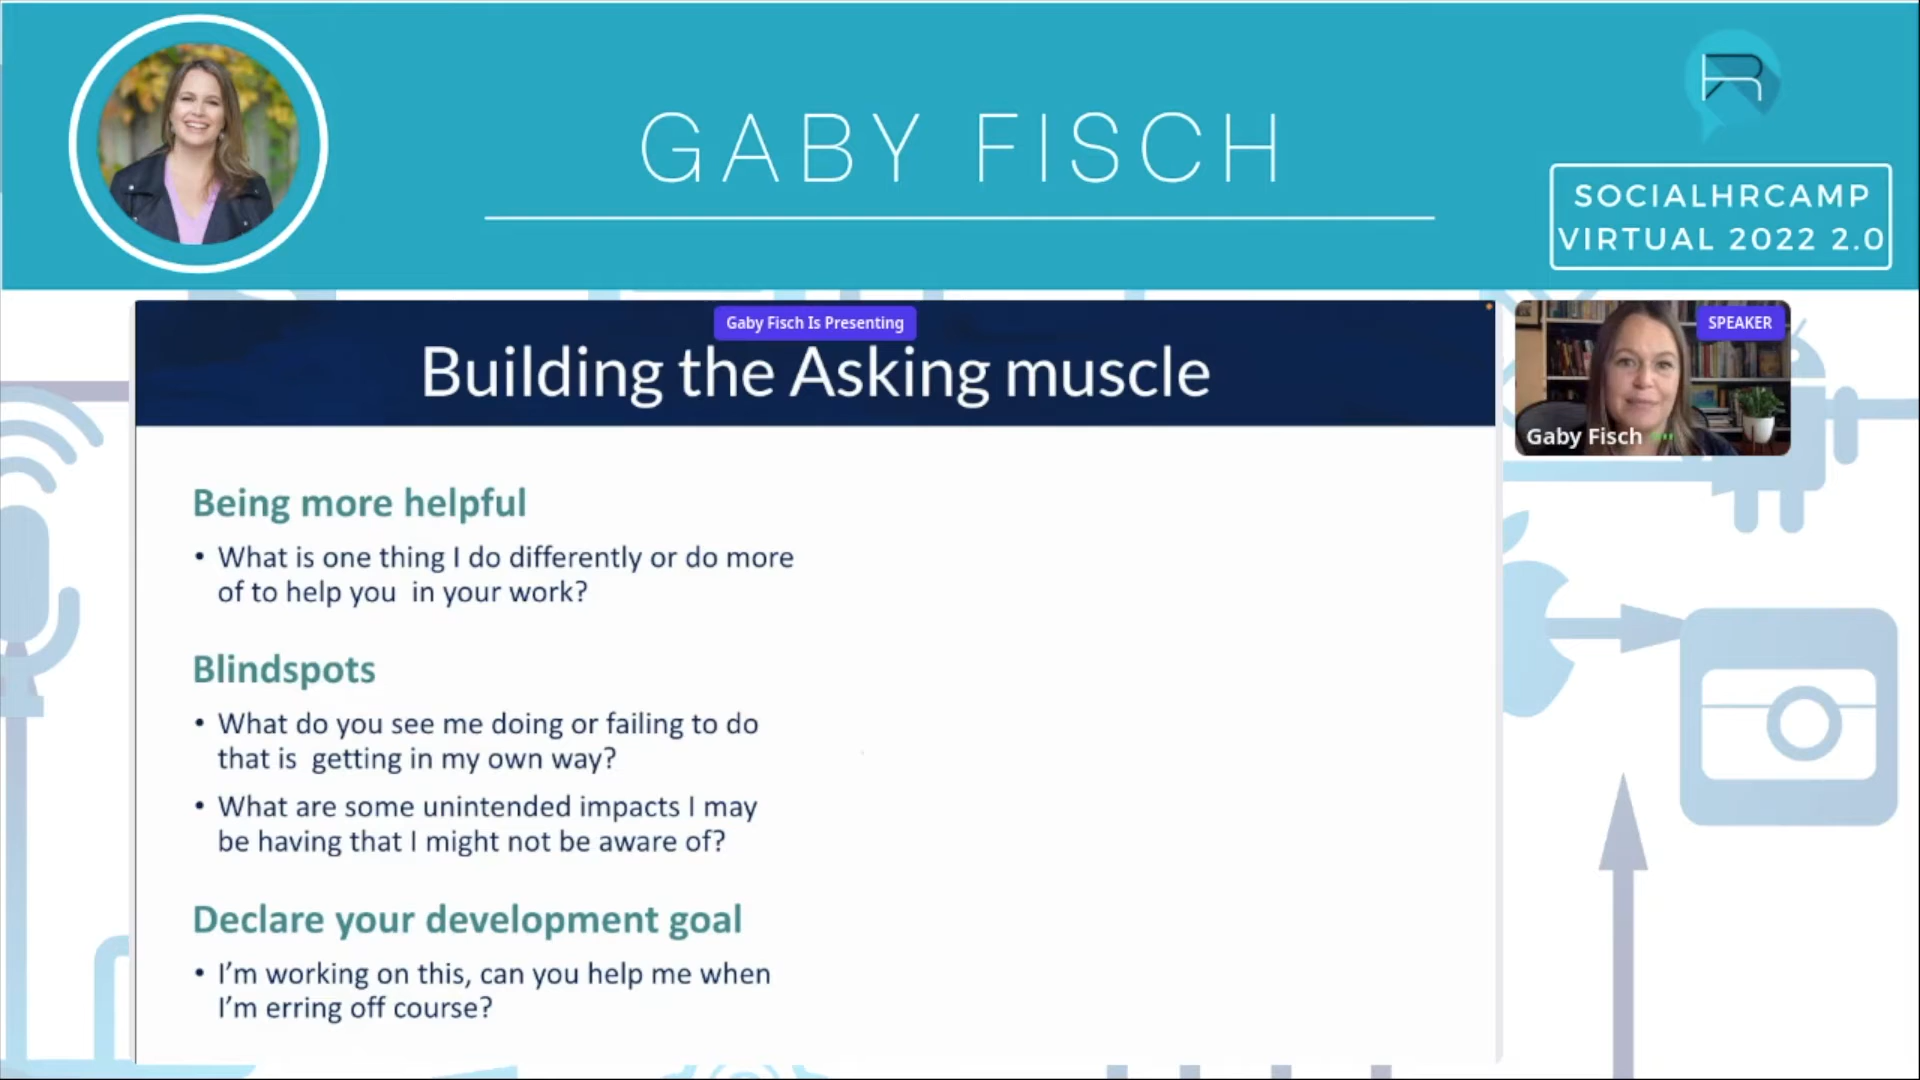 GABY FISCH
SOCIALHRCAMP
VIRTUAL 2022 2.0
Gaby Fisch Is Presenting
SPEAKER
Building the Asking muscle
Gaby Fisch
Being more helpful
• What is one thing I do differently or do more
of to help you in your work?
Blindspots
• What do you see me doing or failing to do
that is getting in my own way?
• What are some unintended impacts I may
be having that I might not be aware of?
Declare your development goal
• I'm working on this, can you help me when
I'm erring off course?